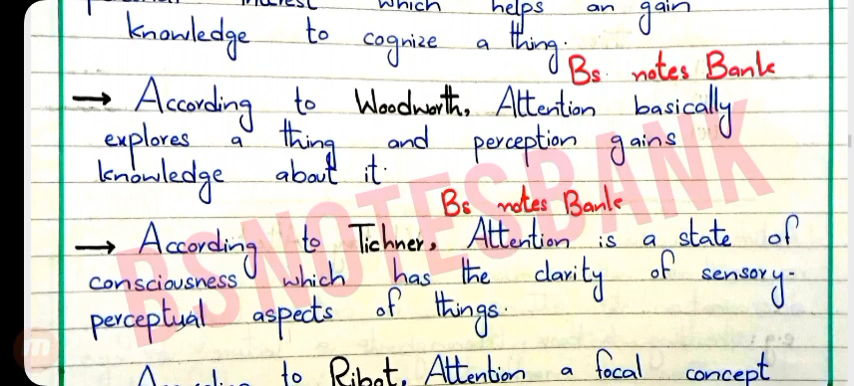 which helps an gain
knowledge to cognize a thing.
Bs notes Bank
→ According to Woodworth, Attention basically
explores a thing and perception gains
knowledge about it.
Bs notes Bank
→ According to Tichner, Attention is a state of
consciousness which has the clarity of sensory-
perceptual aspects of things.
to Ribot, Attention a focal concept
BSNOTESBANK